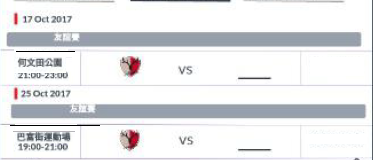 17 Oct 2017
友誼賽
何文田公園
21:00-23:00
VS
25 Oct 2017
友誼賽
巴富街運動場
19:00-21:00
VS